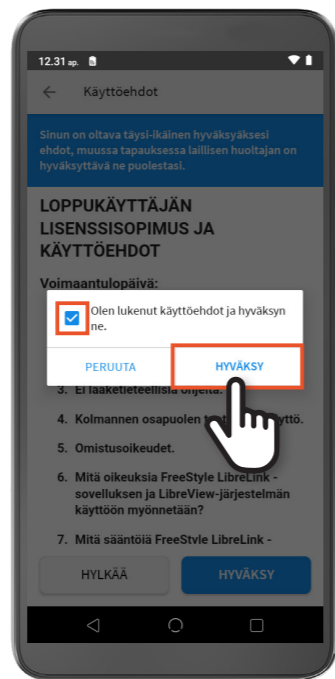 12.31 ap.
Käyttöehdot
Sinun on oltava täysi-ikäinen hyväksyäksesi
ehdot, muussa tapauksessa laillisen huoltajan on
hyväksyttävä ne puolestasi.
LOPPUKÄYTTÄJÄN
LISENSSISOPIMUS JA
KÄYTTÖEHDOT
Voimaantulopäivä:
Olen lukenut käyttöehdot ja hyväksyn
ne.
PERUUTA
HYVÄKSY
3. Ei lääketieteellisiä ohjeita.
4. Kolmannen osapuolen
5. Omistusoikeudet.
6. Mitä oikeuksia FreeStyle LibreLink -
sovelluksen ja LibreView-järjestelmän
käyttöön myönnetään?
7. Mitä sääntöjä FreeStyle LibreLink -
HYLKÄÄ
HYVÄKSY